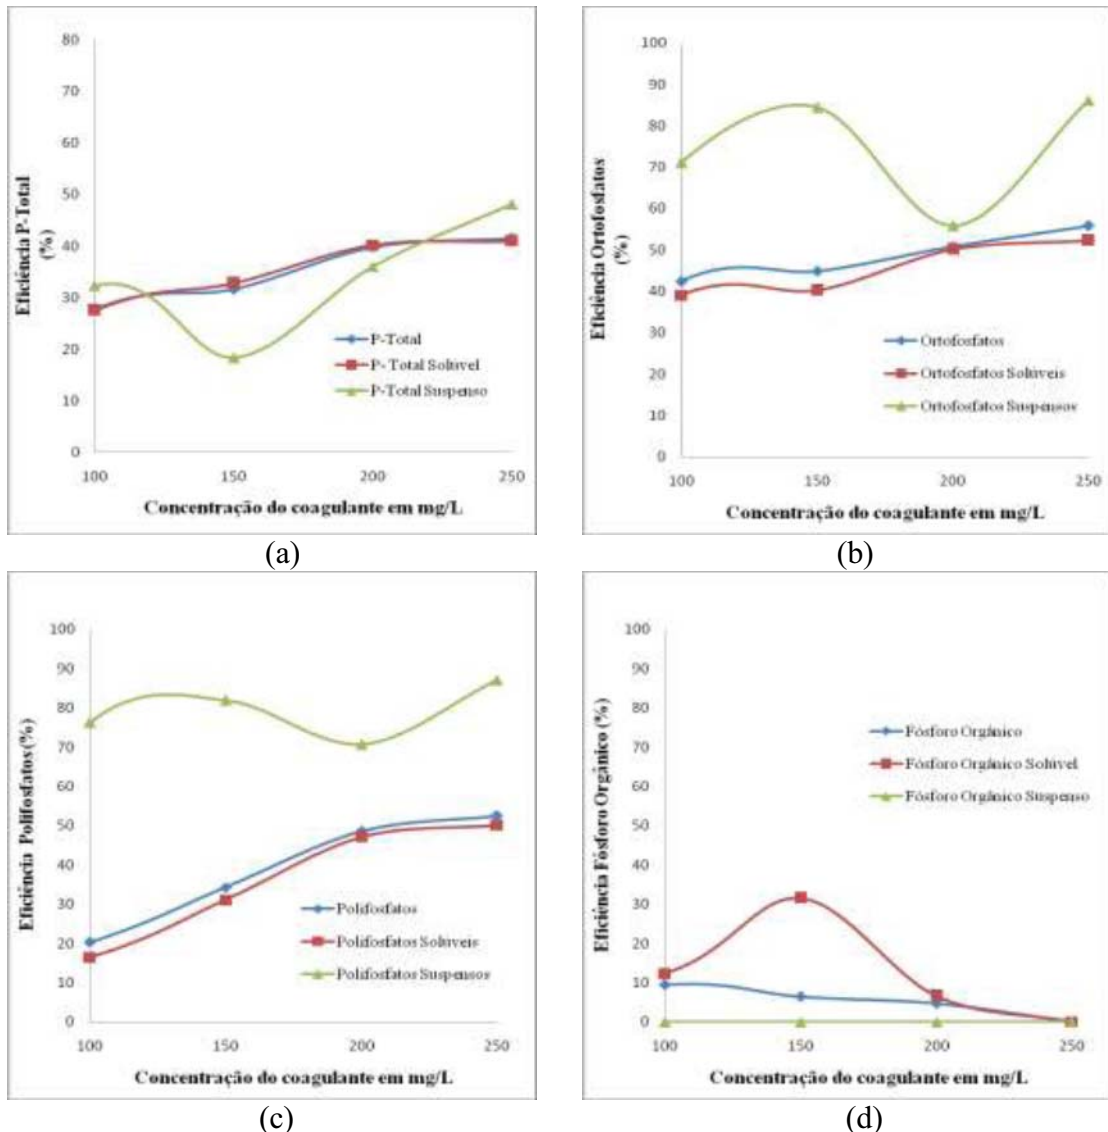 80
70
60
50
40
30
20
10
0
Eficiência P-Total
(%)
P-Total
P- Total Solúvel
P-Total Suspenso
100 150 200 250
Concentração do coagulante em mg/L
(a)
100
90
80
70
60
50
40
30
20
10
0
Eficiência Ortofosfatos
(%)
Ortofosfatos
Ortofosfatos Solúveis
Ortofosfatos Suspensos
100 150 200 250
Concentração do coagulante em mg/L
(b)
100
90
80
70
60
50
40
30
20
10
0
Eficiência Polifosfatos (%)
Polifosfatos
Polifosfatos Solúveis
Polifosfatos Suspensos
100 150 200 250
Concentração do coagulante em mg/L
(c)
100
90
80
70
60
50
40
30
20
10
0
Eficiência Fósforo Orgânico (%)
Fósforo Orgânico
Fósforo Orgânico Solúvel
Fósforo Orgânico Suspenso
100 150 200 250
Concentração do coagulante em mg/L
(d)